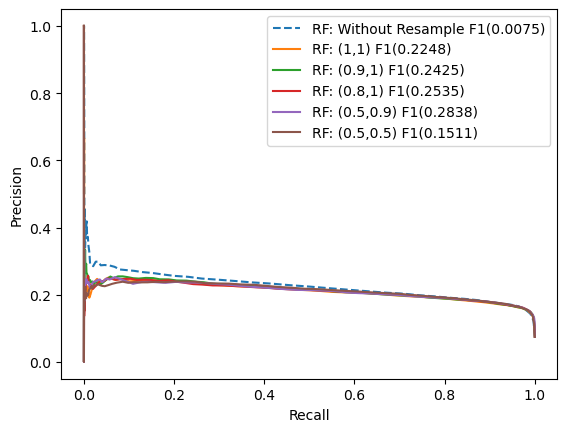 1.0
0.8
0.6
0.4
0.2
0.0
Precision
RF: Without Resample F1(0.0075)
RF: (1,1) F1(0.2248)
RF: (0.9,1) F1(0.2425)
RF: (0.8,1) F1(0.2535)
RF: (0.5,0.9) F1(0.2838)
RF: (0.5,0.5) F1(0.1511)
0.0 0.2 0.4 0.6 0.8 1.0
Recall